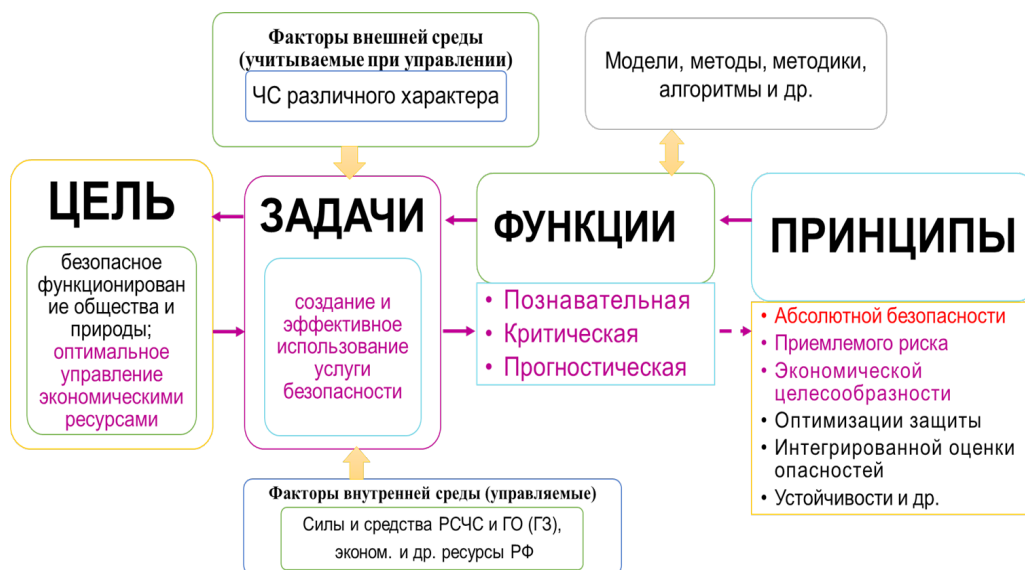 Факторы внешней среды
(учитываемые при управлении)
ЧС различного характера
Модели, методы, методики,
алгоритмы и др.
ЦЕЛЬ
безопасное
функционирован
ие общества и
природы;
оптимальное
управление
экономическими
ресурсами
ЗАДАЧИ
создание и
эффективное
использование
услуги
безопасности
ФУНКЦИИ
• Познавательная
• Критическая
• Прогностическая
ПРИНЦИПЫ
• Абсолютной безопасности
• Приемлемого риска
• Экономической
целесообразности
• Оптимизации защиты
• Интегрированной оценки
опасностей
• Устойчивости и др.
Факторы внутренней среды (управляемые)
Силы и средства РСЧС и ГО (ГЗ),
эконом. и др. ресурсы РФ